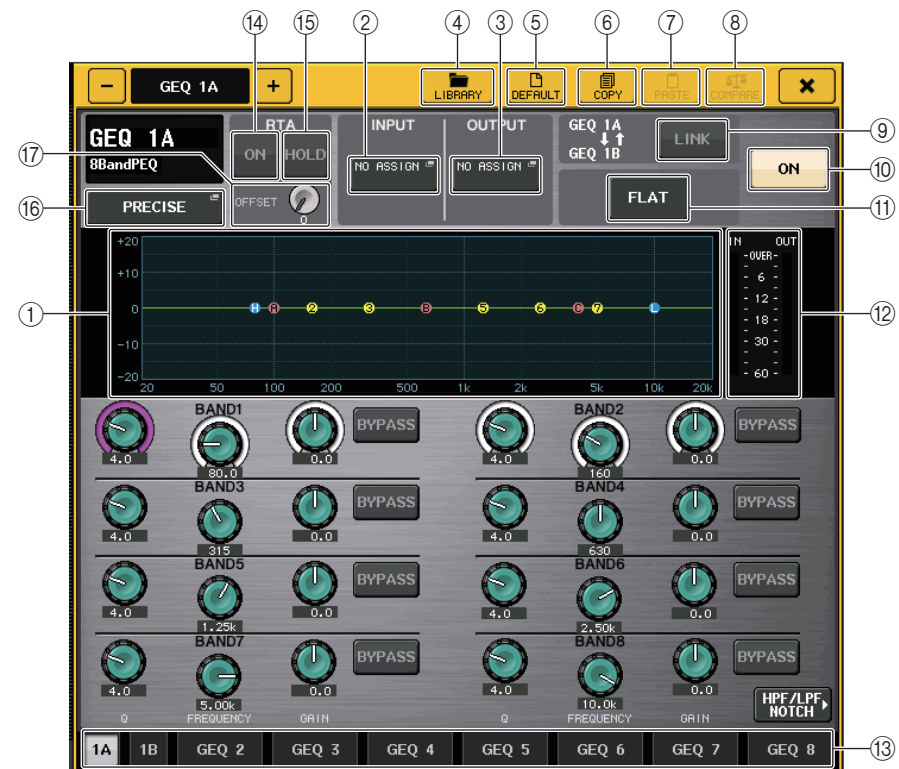 ⑭ ⑮ ② ④ ③ ⑤ ⑥ ⑦ ⑧
− GEQ 1A + LIBRARY DEFAULT COPY PASTE COMPARE ×
GEQ 1A
8BandPEQ
RTA
ON HOLD
INPUT
NO ASSIGN
OUTPUT
NO ASSIGN
GEQ 1A
GEQ 1B
LINK
ON
⑨
⑩
⑰
⑯
PRECISE
OFFSET
0
FLAT
⑪
①
+20
+10
0
−10
−20
H A 2 3 B 5 6 C 7 L
20 50 100 200 500 1k 2k 5k 10k 20k
IN OUT
-OVER-
- 6 -
- 12 -
- 18 -
- 30 -
- 60 -
⑫
BAND1
BYPASS
4.0 80.0 0.0
BAND2
BYPASS
4.0 160 0.0
BAND3
BYPASS
4.0 315 0.0
BAND4
BYPASS
4.0 630 0.0
BAND5
BYPASS
4.0 1.25k 0.0
BAND6
BYPASS
4.0 2.50k 0.0
BAND7
BYPASS
4.0 5.00k 0.0
BAND8
BYPASS
4.0 10.0k 0.0
Q FREQUENCY GAIN
Q FREQUENCY GAIN
HPF/LPF
NOTCH
1A 1B GEQ 2 GEQ 3 GEQ 4 GEQ 5 GEQ 6 GEQ 7 GEQ 8
⑬